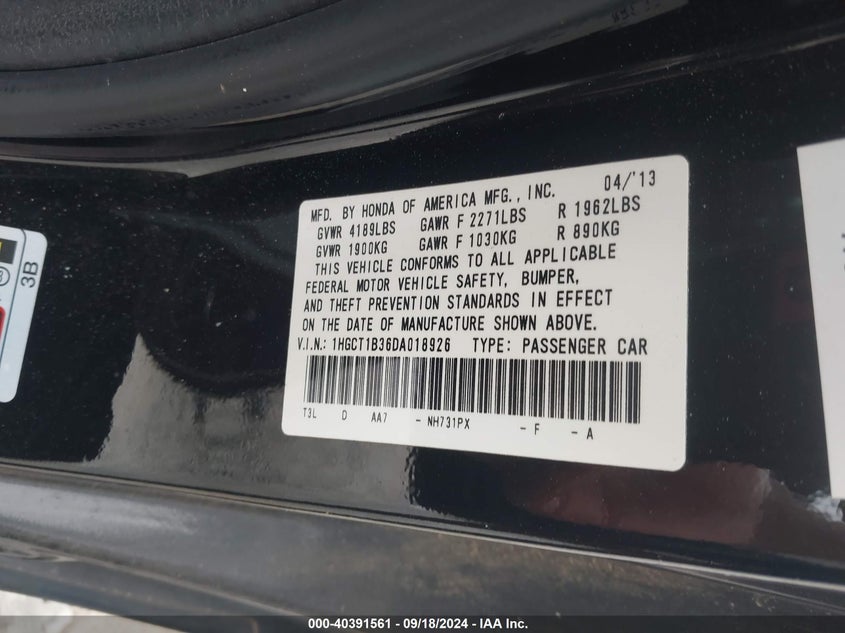 MFD. BY HONDA OF AMERICA MFG., INC. 04/'13
GVWR 4189LBS GAWR F 2271LBS R 1962LBS
GVWR 1900KG GAWR F 1030KG R 890KG
THIS VEHICLE CONFORMS TO ALL APPLICABLE
FEDERAL MOTOR VEHICLE SAFETY, BUMPER,
AND THEFT PREVENTION STANDARDS IN EFFECT
ON THE DATE OF MANUFACTURE SHOWN ABOVE.
V.I.N.: 1HGCT1B36DA018926 TYPE: PASSENGER CAR
T3L D AA7 - NH731PX - F - A
3B
000-40391561 - 09/18/2024 - IAA Inc.